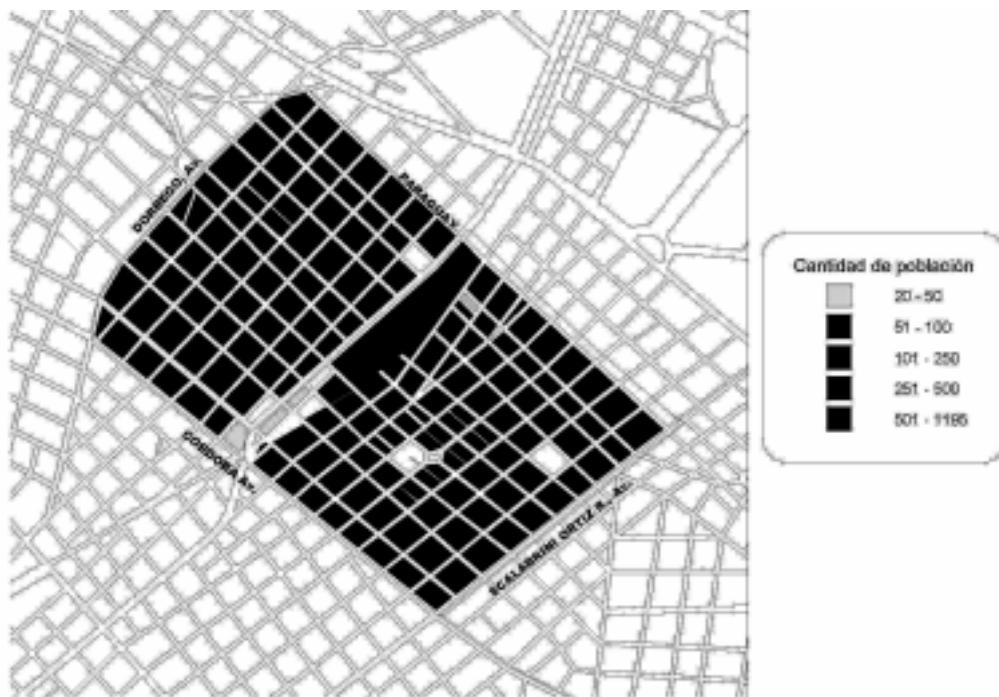 DORREGO, Av.
PARAGUAY
CORDOBA Av.
SCALABRINI ORTIZ R., Av.
Cantidad de población
20 - 50
51 - 100
101 - 250
251 - 500
501 - 1195